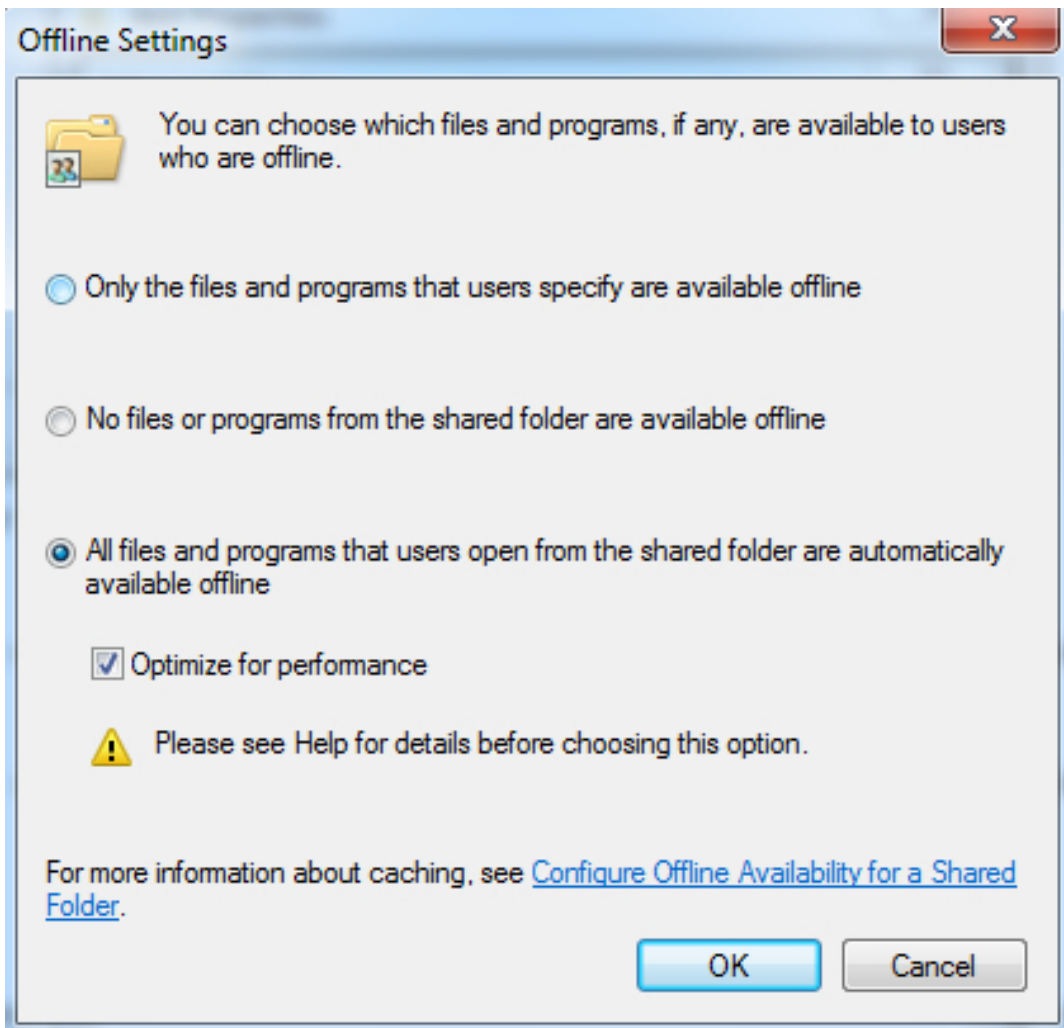 Offline Settings
You can choose which files and programs, if any, are available to users
who are offline.
Only the files and programs that users specify are available offline
No files or programs from the shared folder are available offline
All files and programs that users open from the shared folder are automatically
available offline
Optimize for performance
Please see Help for details before choosing this option.
For more information about caching, see Configure Offline Availability for a Shared
Folder.
OK Cancel